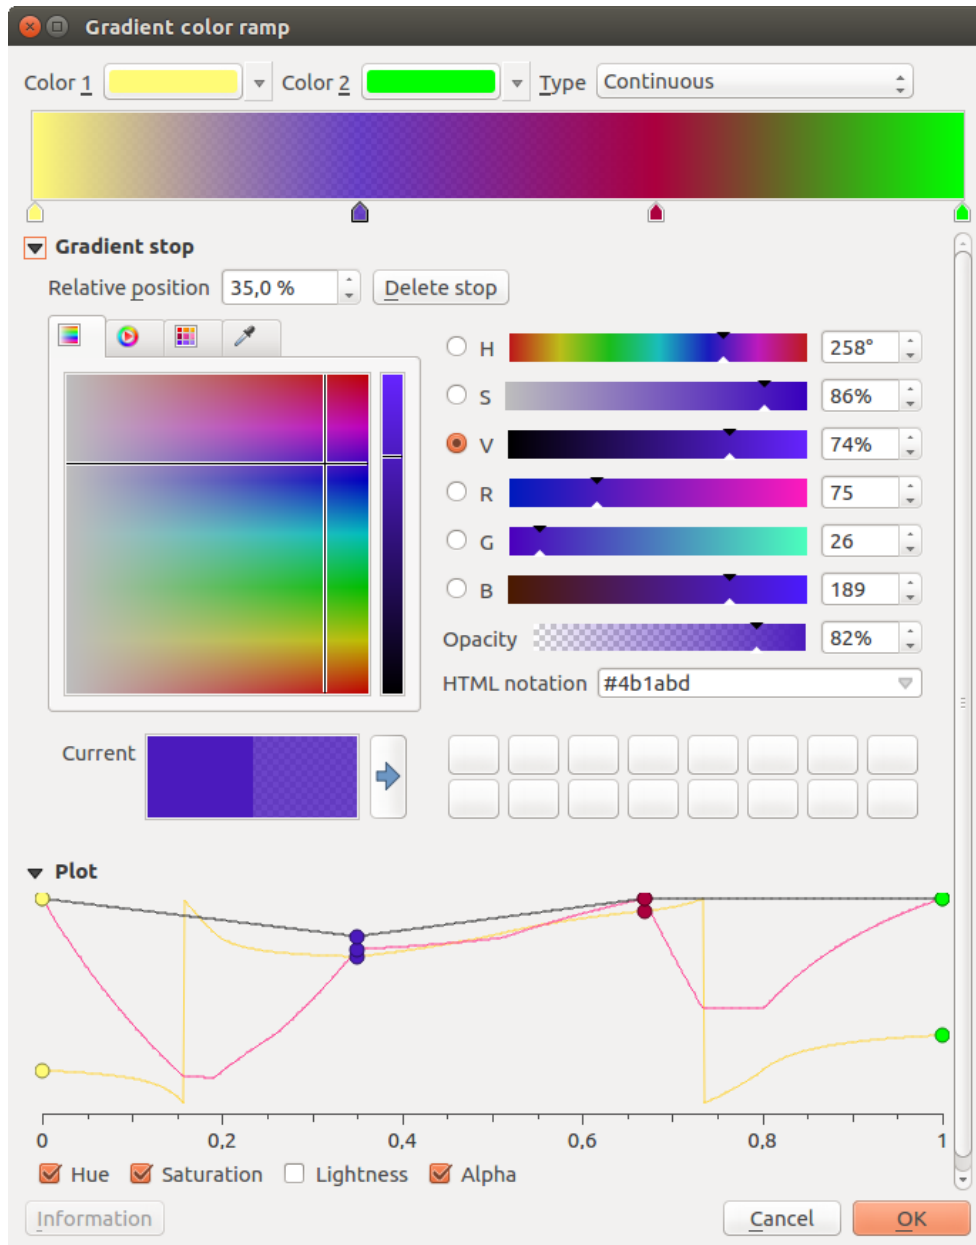 Gradient color ramp
Color 1 Color 2 Type Continuous
Gradient stop
Relative position 35,0 % Delete stop
H 258°
S 86%
V 74%
R 75
G 26
B 189
Opacity 82%
HTML notation #4b1abd
Current
Plot
0 0,2 0,4 0,6 0,8 1
Hue Saturation Lightness Alpha
Information Cancel OK